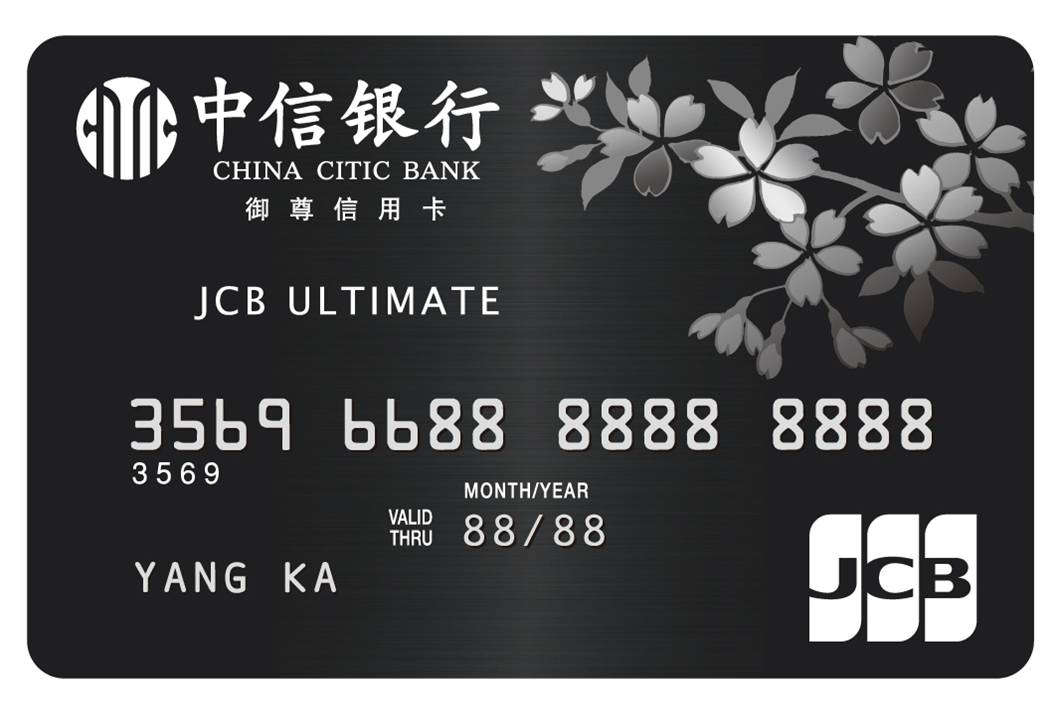 中信银行
CHINA CITIC BANK
御尊信用卡
JCB ULTIMATE
3569 6688 8888 8888
3569
MONTH/YEAR
VALID THRU 88/88
YANG KA
JCB